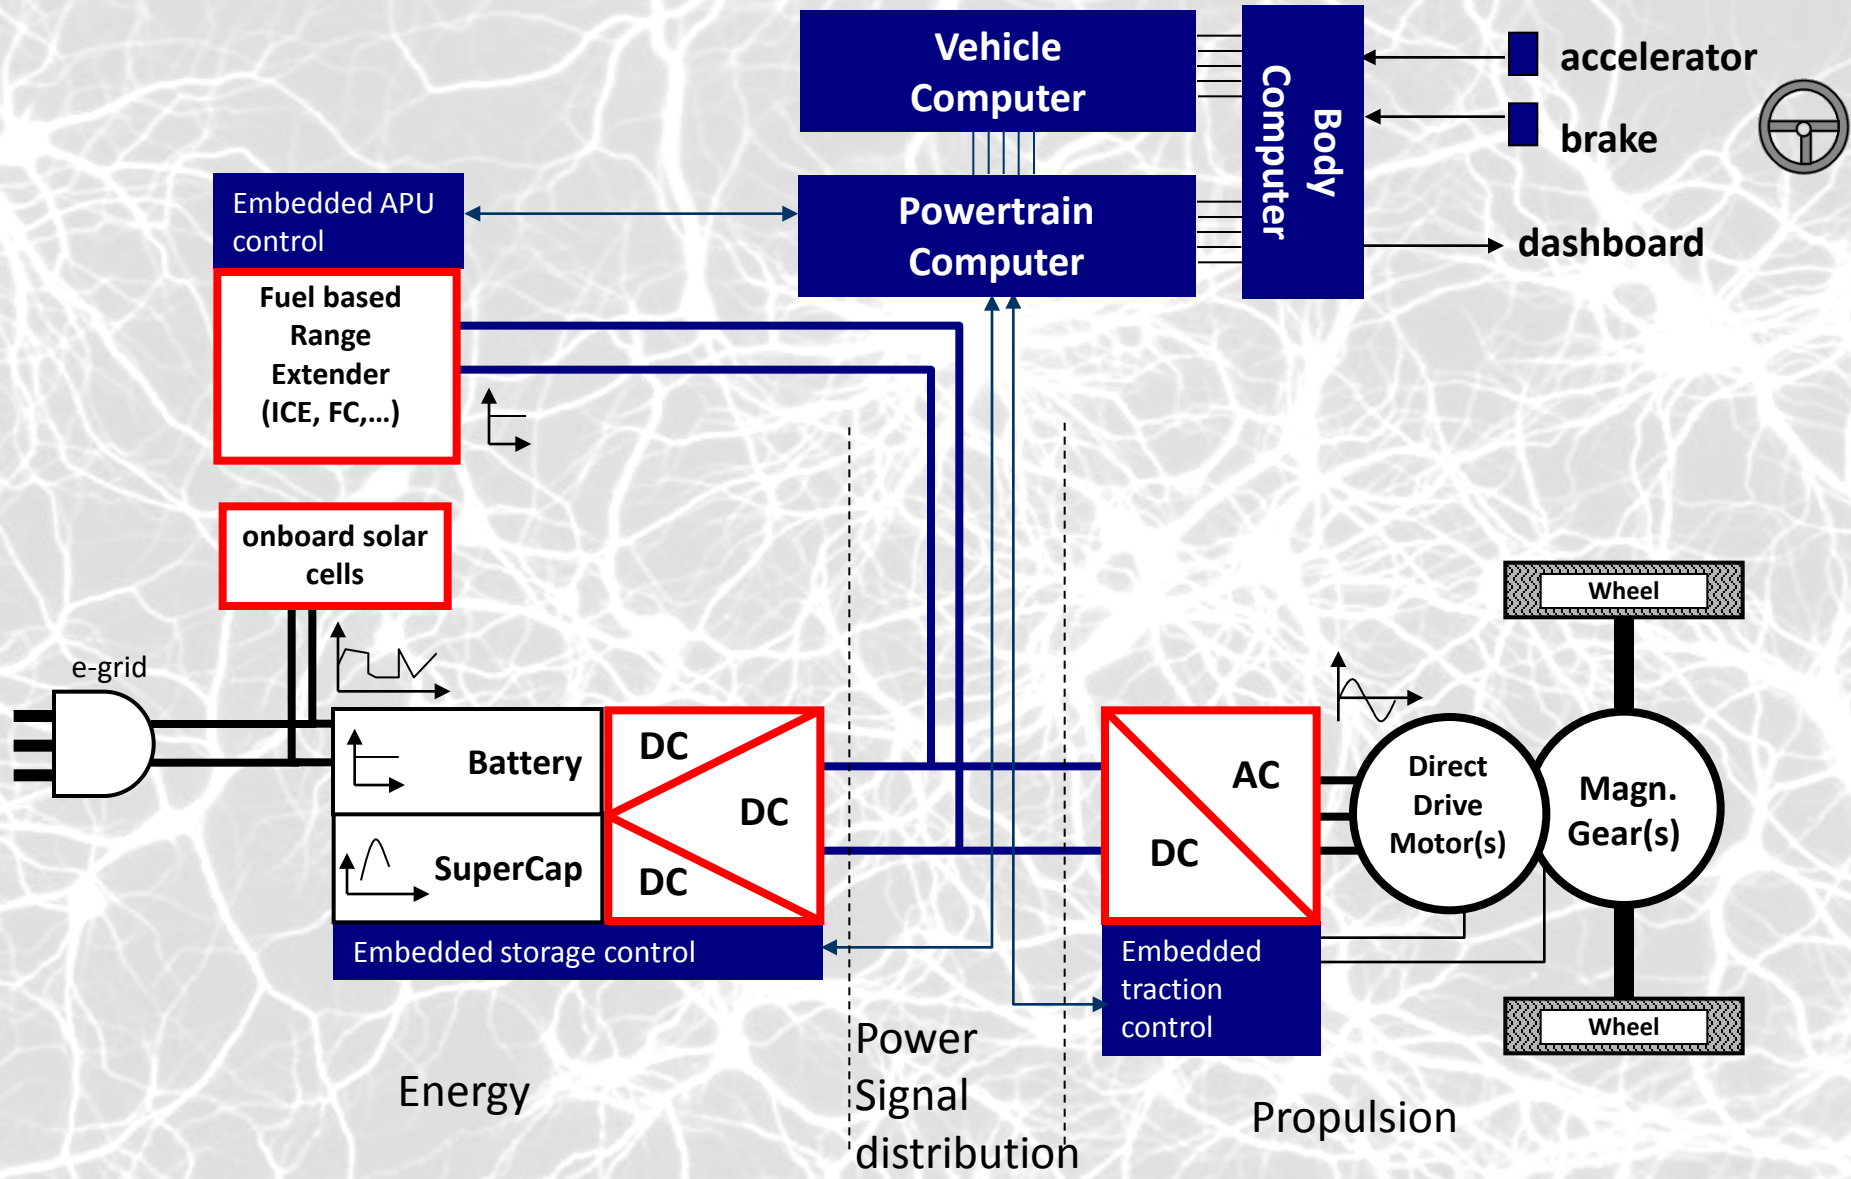 Vehicle
Computer
Body
Computer
accelerator
brake
Embedded APU
control
Powertrain
Computer
dashboard
Fuel based
Range
Extender
(ICE, FC,...)
onboard solar
cells
e-grid
Battery
SuperCap
DC
DC
DC
Embedded storage control
AC
DC
Embedded
traction
control
Direct
Drive
Motor(s)
Magn.
Gear(s)
Wheel
Wheel
Energy
Power
Signal
distribution
Propulsion